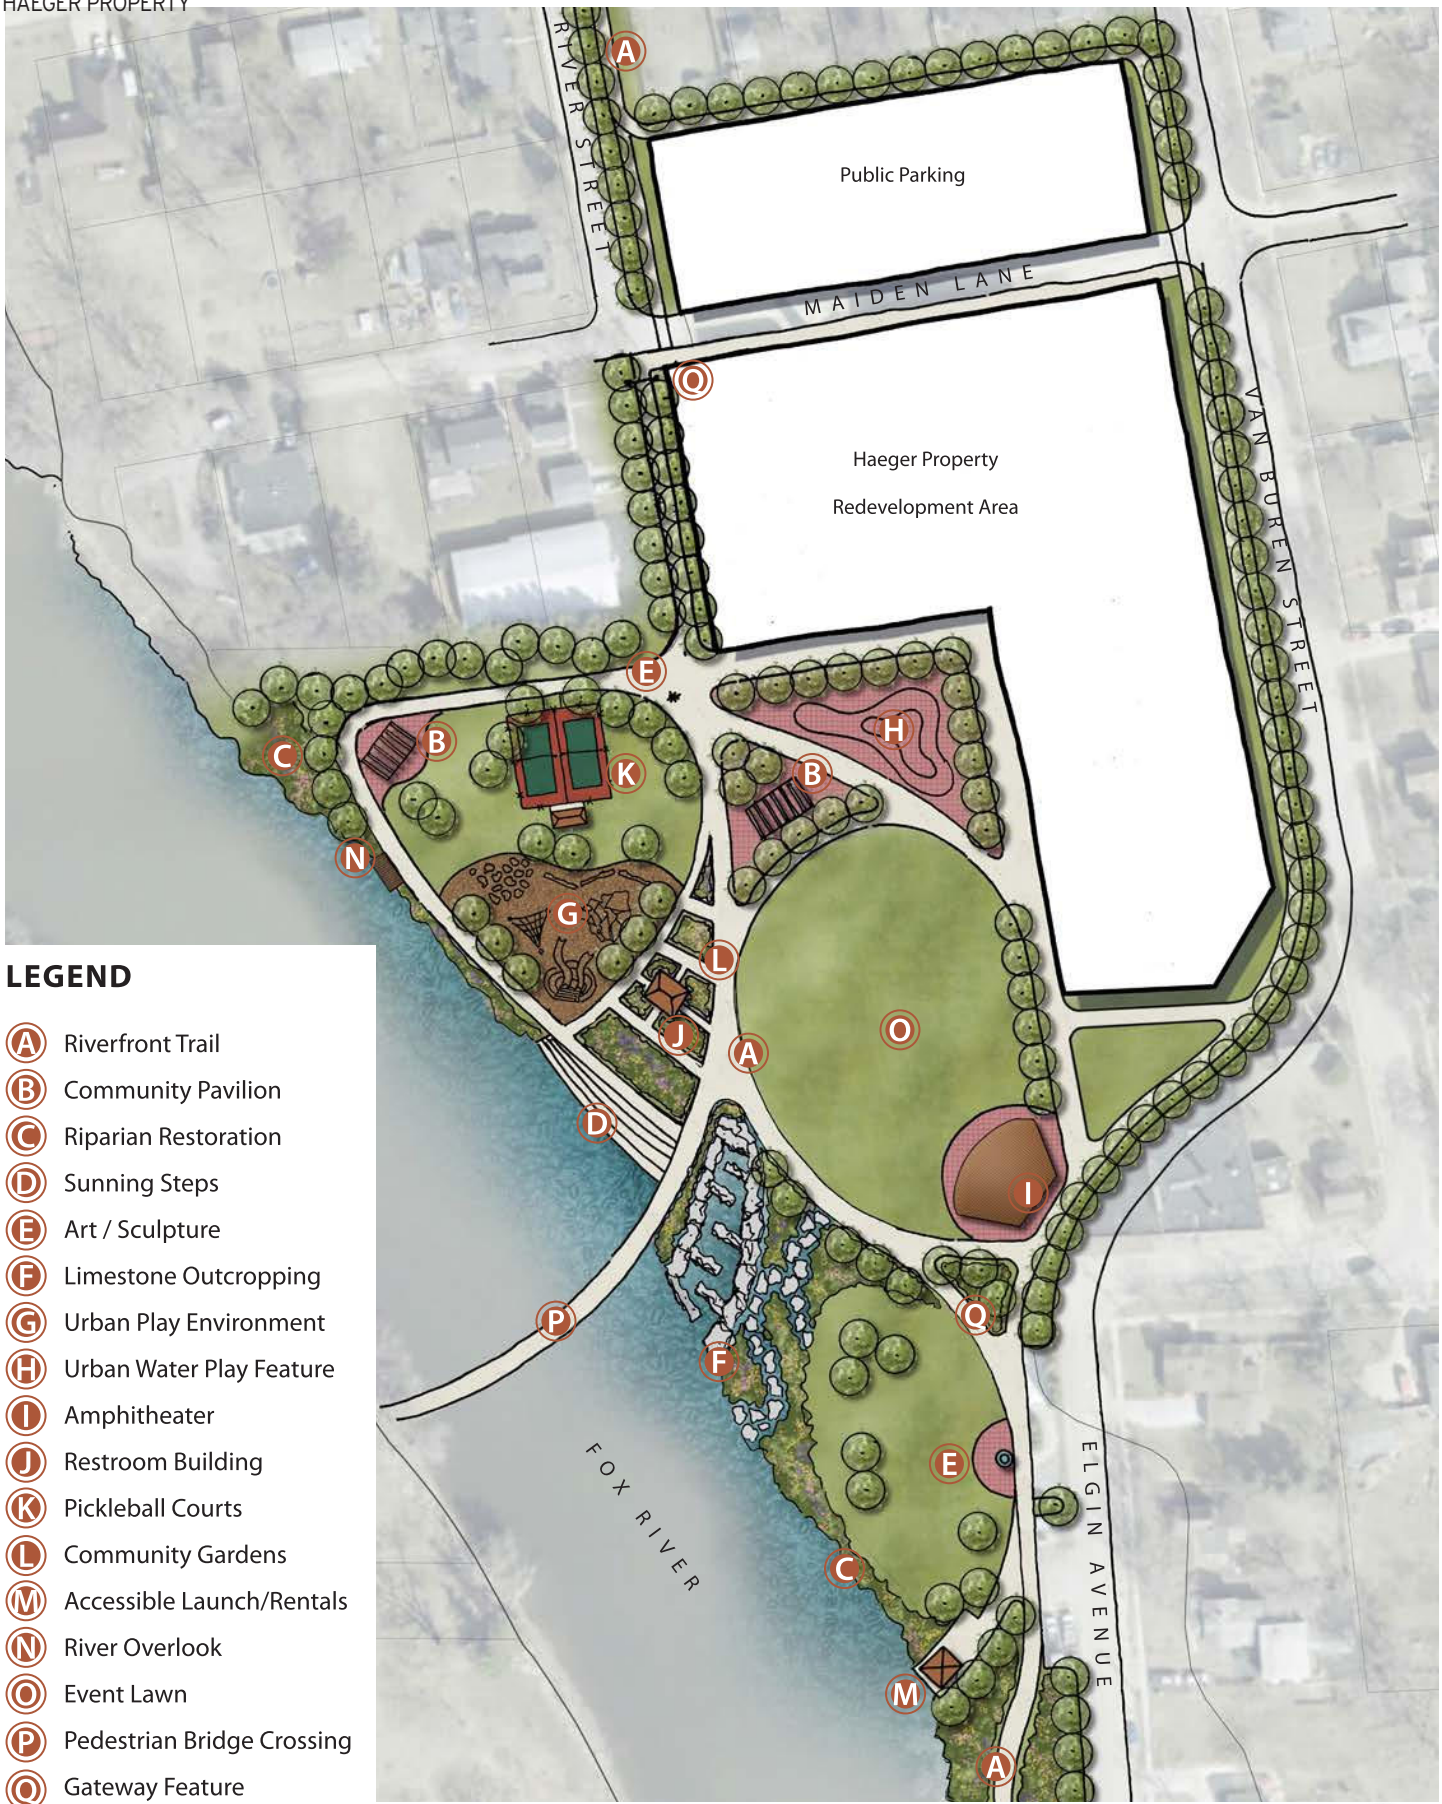 HAEGER PROPERTY
RIVER STREET
A
Public Parking
MAIDEN LANE
Q
Haeger Property
Redevelopment Area
VAN BUREN STREET
E
H
B
B
C
K
N
G
L
O
J
A
D
I
P
Q
F
E
FOX RIVER
ELGIN AVENUE
C
M
A
LEGEND
A Riverfront Trail
B Community Pavilion
C Riparian Restoration
D Sunning Steps
E Art / Sculpture
F Limestone Outcropping
G Urban Play Environment
H Urban Water Play Feature
I Amphitheater
J Restroom Building
K Pickleball Courts
L Community Gardens
M Accessible Launch/Rentals
N River Overlook
O Event Lawn
P Pedestrian Bridge Crossing
Q Gateway Feature